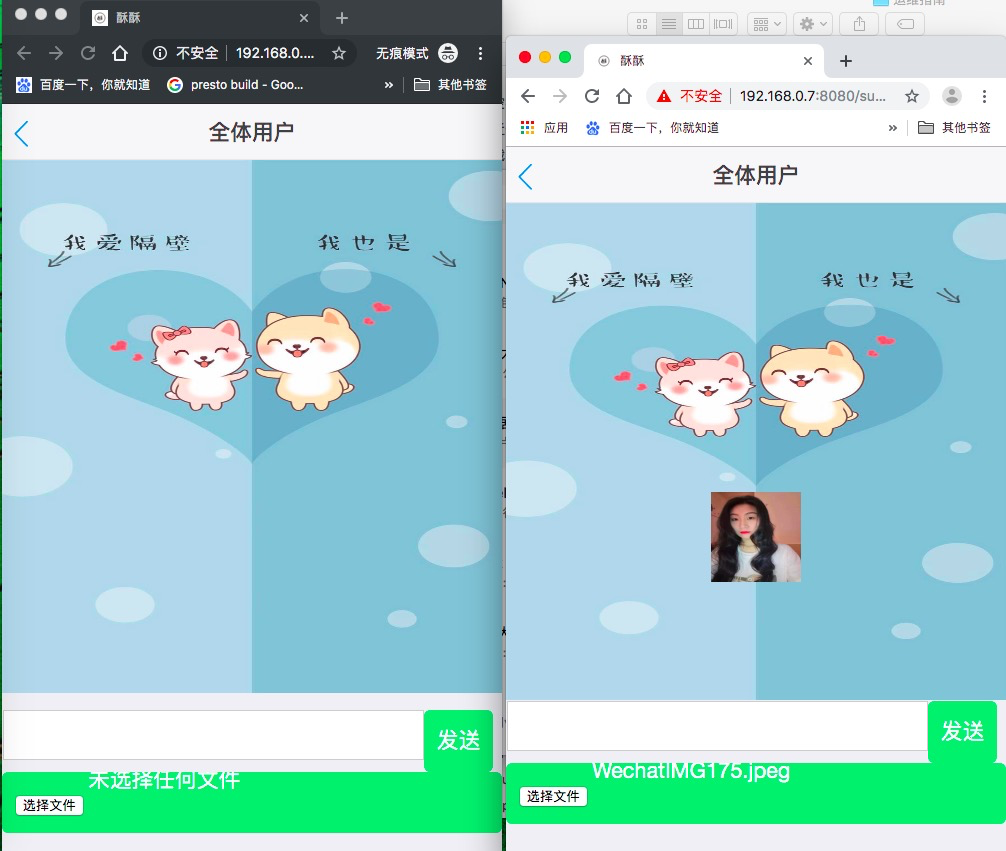 酥酥
不安全 192.168.0.... 无痕模式
百度一下，你就知道 presto build - Goo... » 其他书签
全体用户
我爱隔壁 我也是
发送
未选择任何文件
选择文件
运维指南
酥酥
不安全 192.168.0.7:8080/su...
应用 百度一下，你就知道 » 其他书签
全体用户
我爱隔壁 我也是
发送
WechatIMG175.jpeg
选择文件